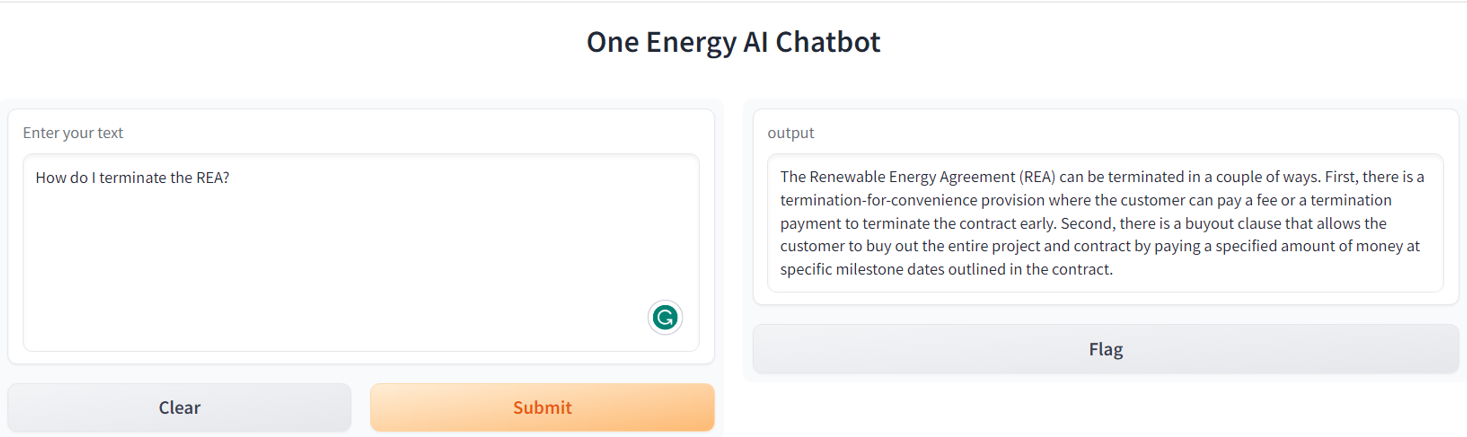 One Energy AI Chatbot
Enter your text
How do I terminate the REA?
Clear
Submit
output
The Renewable Energy Agreement (REA) can be terminated in a couple of ways. First, there is a
termination-for-convenience provision where the customer can pay a fee or a termination
payment to terminate the contract early. Second, there is a buyout clause that allows the
customer to buy out the entire project and contract by paying a specified amount of money at
specific milestone dates outlined in the contract.
Flag